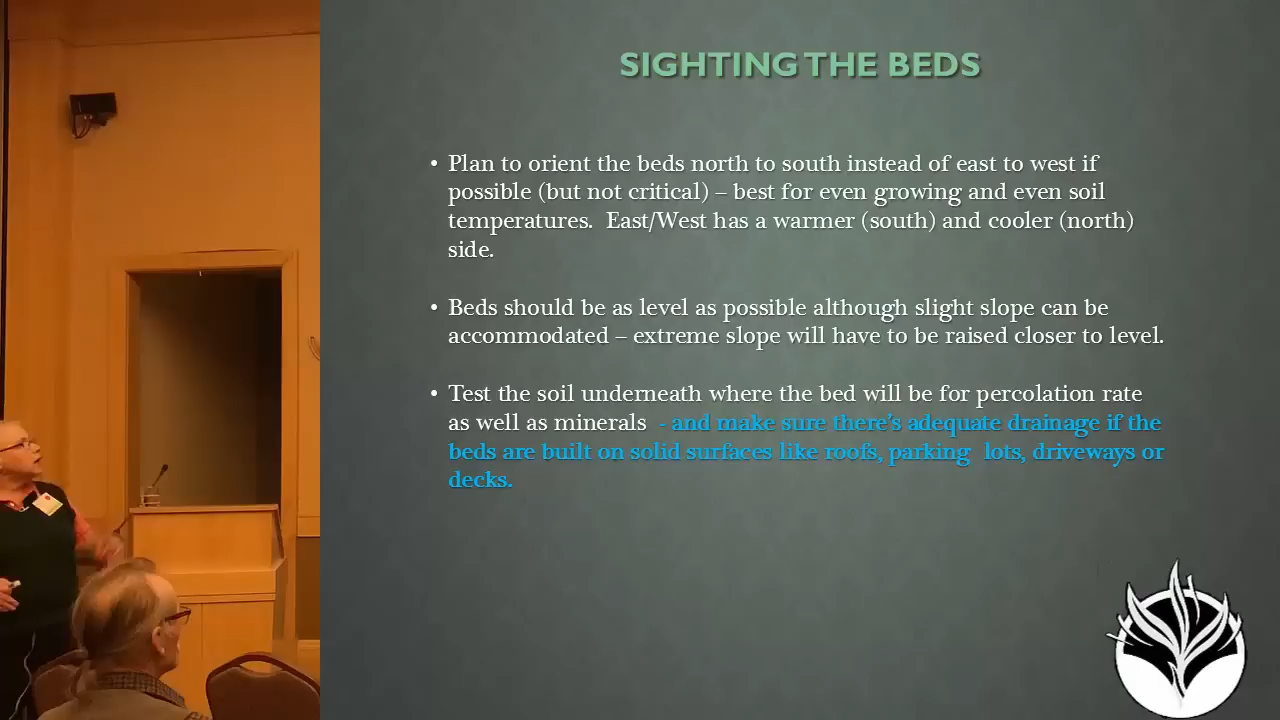 SIGHTING THE BEDS
• Plan to orient the beds north to south instead of east to west if
possible (but not critical) – best for even growing and even soil
temperatures.  East/West has a warmer (south) and cooler (north)
side.
• Beds should be as level as possible although slight slope can be
accommodated – extreme slope will have to be raised closer to level.
• Test the soil underneath where the bed will be for percolation rate
as well as minerals  - and make sure there's adequate drainage if the
beds are built on solid surfaces like roofs, parking  lots, driveways or
decks.